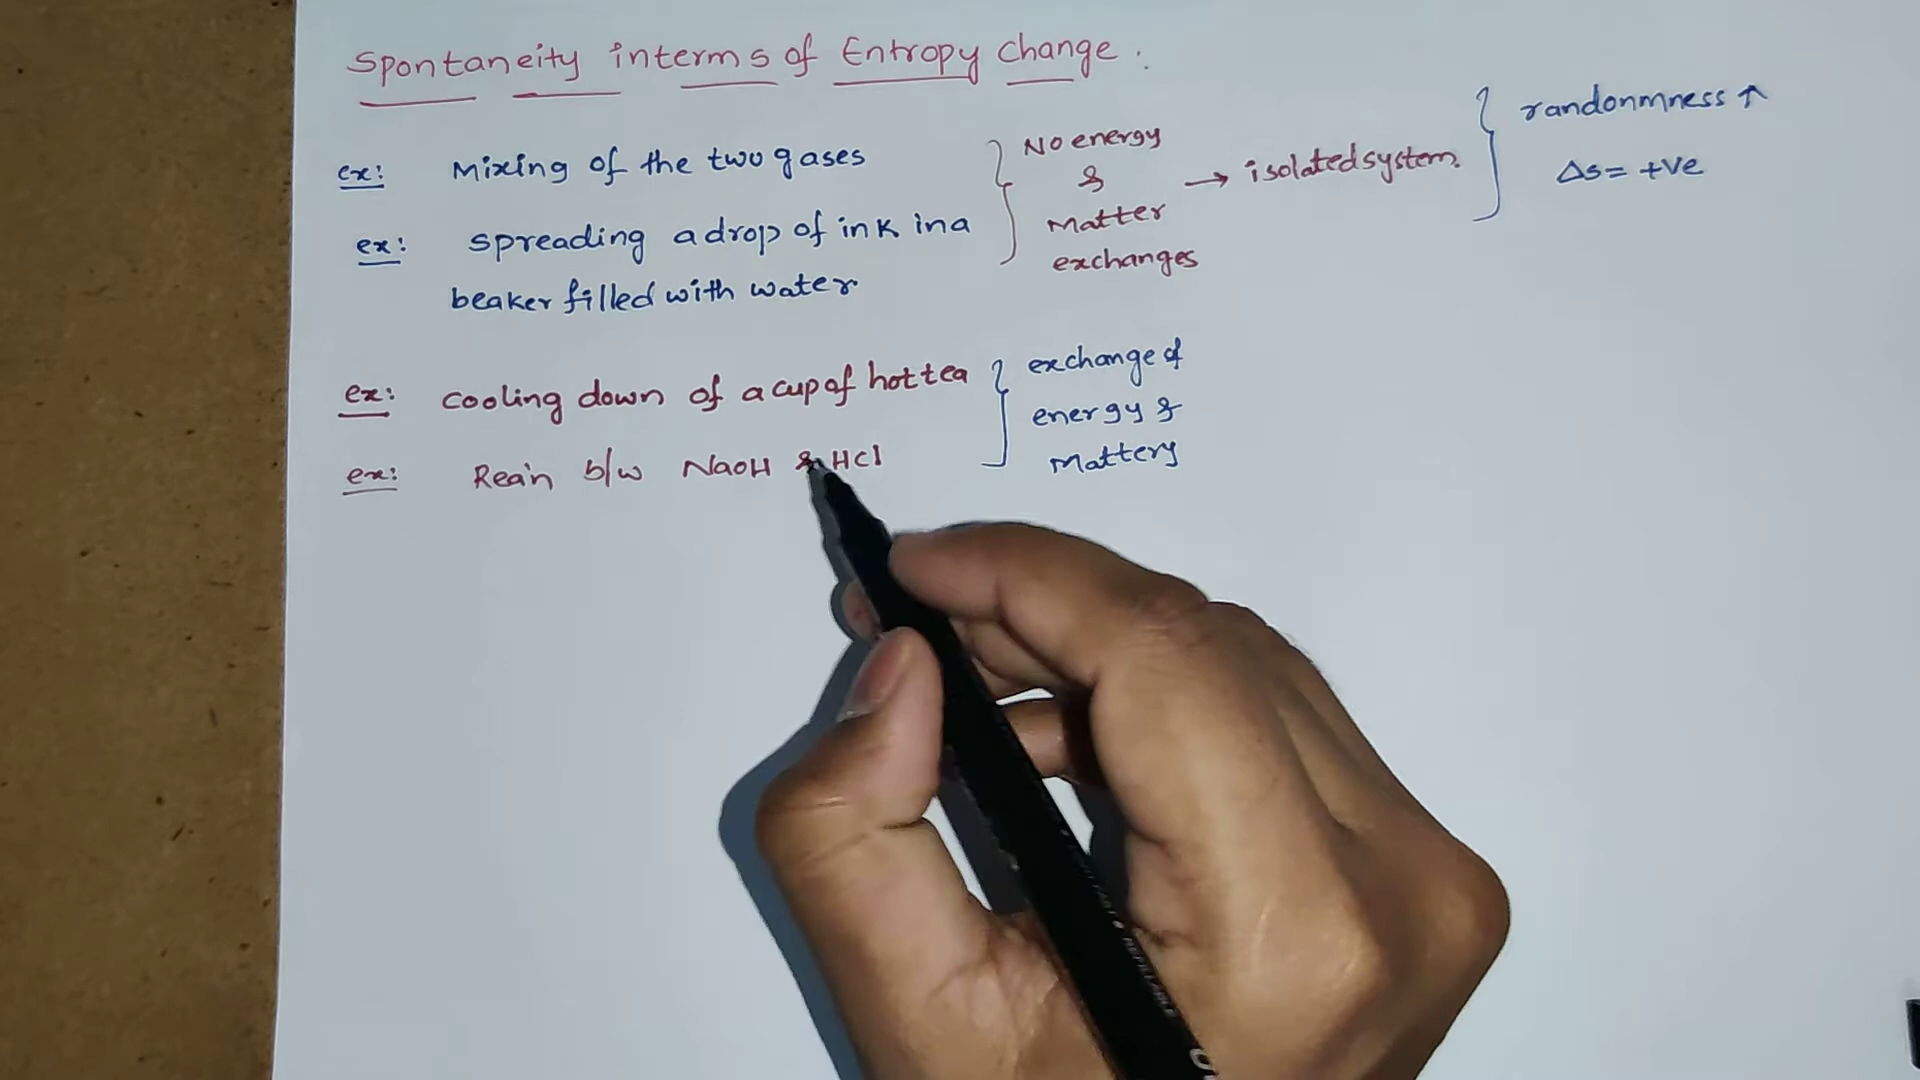 Spontaneity interms of Entropy change.
ex: Mixing of the two gases
ex: spreading a drop of ink in a
beaker filled with water
No energy
&
Matter
exchanges
→ isolated system.
randonmness ↑
Δs = +ve
ex: cooling down of a cup of hot tea
ex: Rea'n b/w NaOH & HCl
exchange of
energy &
Mattery